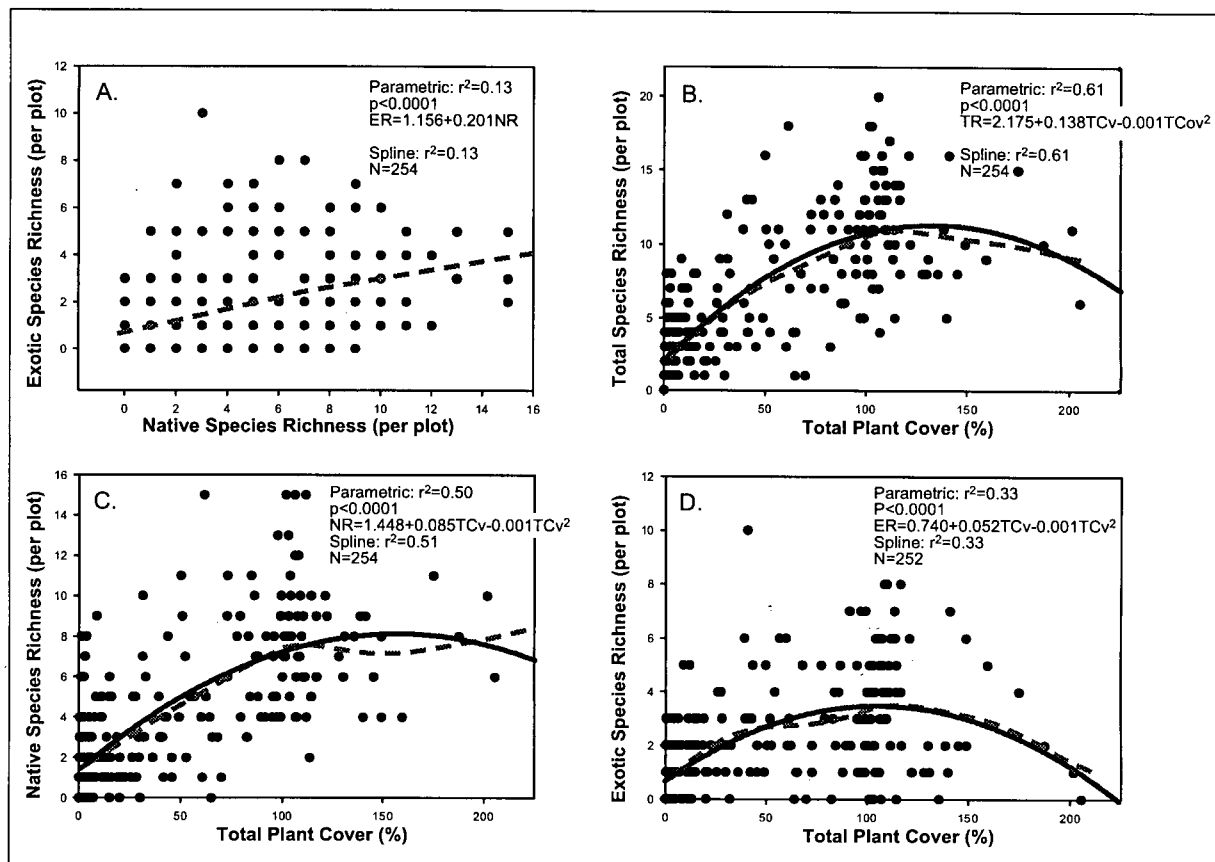 A.
Parametric: r²=0.13
p<0.0001
ER=1.156+0.201NR
Spline: r²=0.13
N=254
Exotic Species Richness (per plot)
12
10
8
6
4
2
0
0 2 4 6 8 10 12 14 16
Native Species Richness (per plot)
B.
Parametric: r²=0.61
p<0.0001
TR=2.175+0.138TCv-0.001TCov²
Spline: r²=0.61
N=254
Total Species Richness (per plot)
20
15
10
5
0
0 50 100 150 200
Total Plant Cover (%)
C.
Parametric: r²=0.50
p<0.0001
NR=1.448+0.085TCv-0.001TCv²
Spline: r²=0.51
N=254
Native Species Richness (per plot)
16
14
12
10
8
6
4
2
0
0 50 100 150 200
Total Plant Cover (%)
D.
Parametric: r²=0.33
P<0.0001
ER=0.740+0.052TCv-0.001TCv²
Spline: r²=0.33
N=252
Exotic Species Richness (per plot)
12
10
8
6
4
2
0
0 50 100 150 200
Total Plant Cover (%)